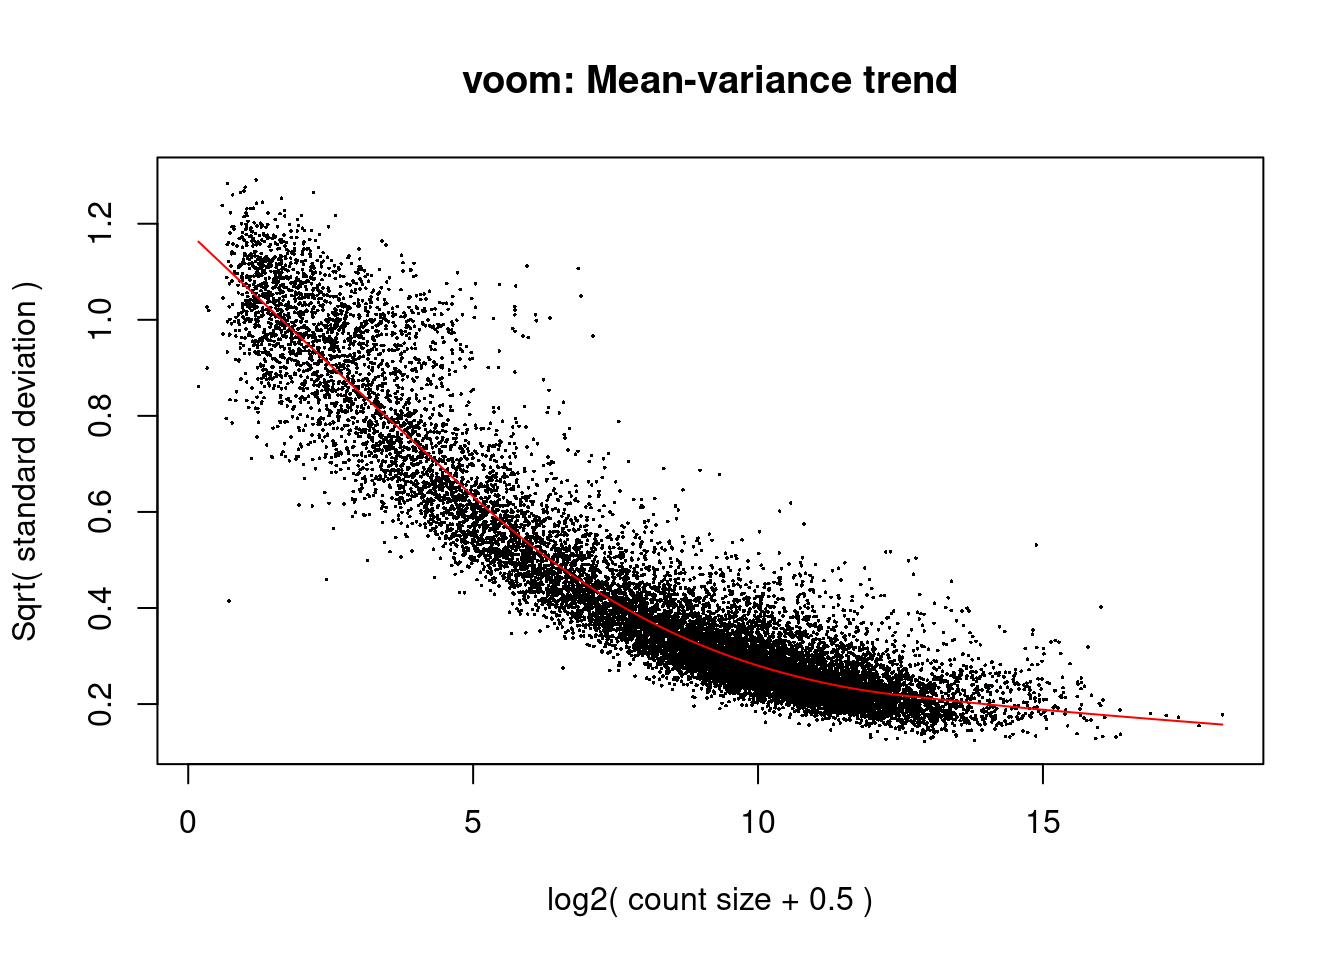 voom: Mean-variance trend
Sqrt( standard deviation )
1.2
1.0
0.8
0.6
0.4
0.2
0 5 10 15
log2( count size + 0.5 )